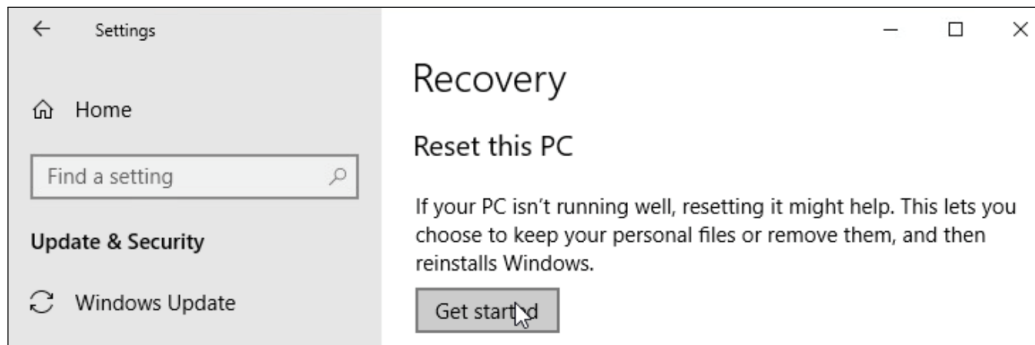 Settings
Home
Find a setting
Update & Security
Windows Update
Recovery
Reset this PC
If your PC isn't running well, resetting it might help. This lets you
choose to keep your personal files or remove them, and then
reinstalls Windows.
Get started